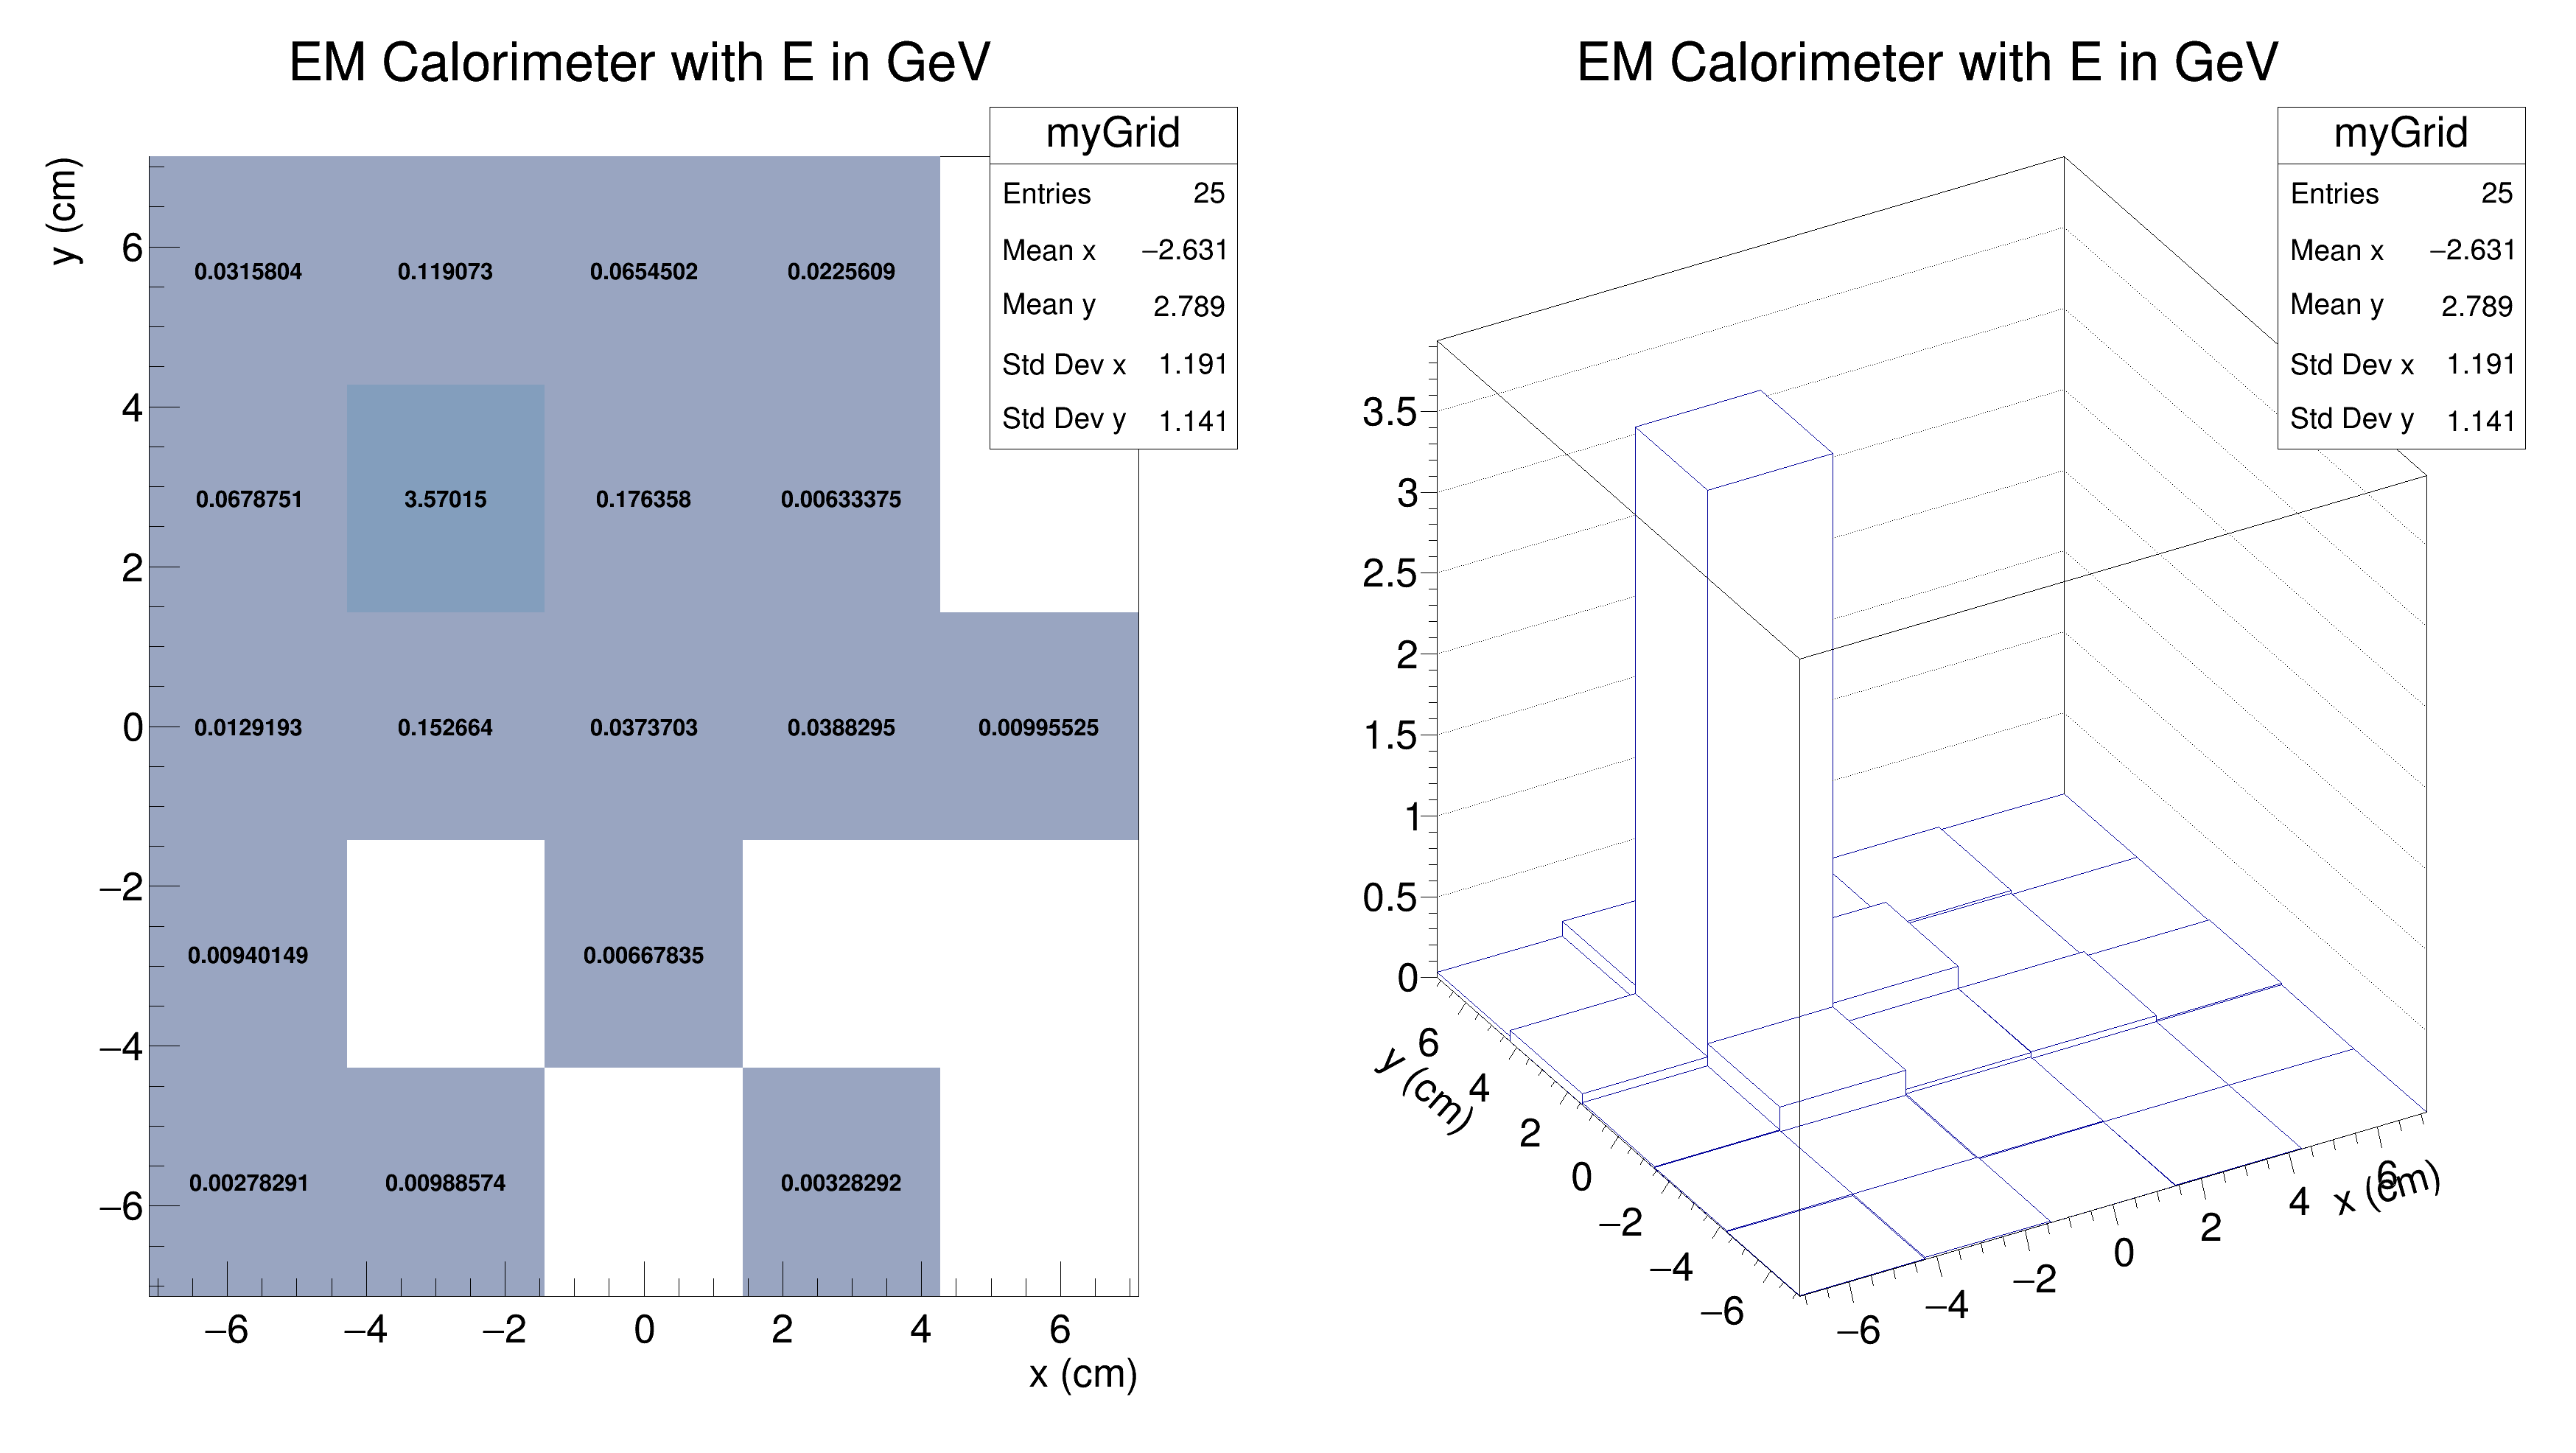 EM Calorimeter with E in GeV
myGrid
Entries 25
Mean x −2.631
Mean y 2.789
Std Dev x 1.191
Std Dev y 1.141
y (cm)
6
4
2
0
−2
−4
−6
0.0315804 0.119073 0.0654502 0.0225609
0.0678751 3.57015 0.176358 0.00633375
0.0129193 0.152664 0.0373703 0.0388295 0.00995525
0.00940149 0.00667835
0.00278291 0.00988574 0.00328292
−6 −4 −2 0 2 4 6
x (cm)
EM Calorimeter with E in GeV
myGrid
Entries 25
Mean x −2.631
Mean y 2.789
Std Dev x 1.191
Std Dev y 1.141
3.5
3
2.5
2
1.5
1
0.5
0
6
4
2
0
−2
−4
−6
y (cm)
−6
−4
−2
0
2
4
6
x (cm)